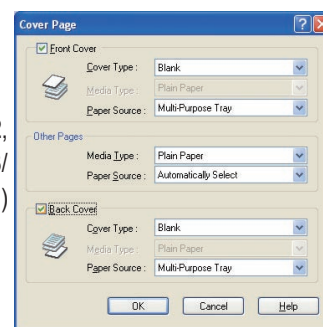 Cover Page
Front Cover
Cover Type : Blank
Media Type : Plain Paper
Paper Source : Multi-Purpose Tray
Other Pages
Media Type : Plain Paper
Paper Source : Automatically Select
Back Cover
Cover Type : Blank
Media Type : Plain Paper
Paper Source : Multi-Purpose Tray
OK Cancel Help